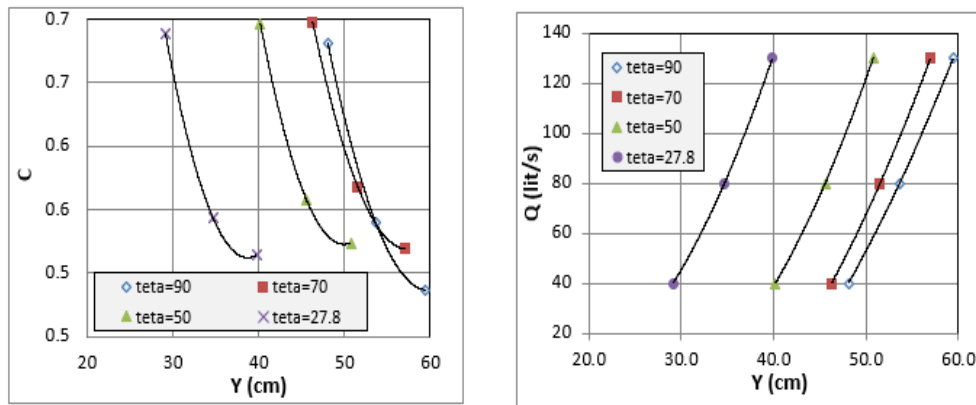 0.7
0.7
0.6
0.6
0.5
0.5
C
20 30 40 50 60
Y (cm)
teta=90 teta=70
teta=50 teta=27.8
140
120
100
80
60
40
20
Q (lit/s)
20.0 30.0 40.0 50.0 60.0
Y (cm)
teta=90
teta=70
teta=50
teta=27.8